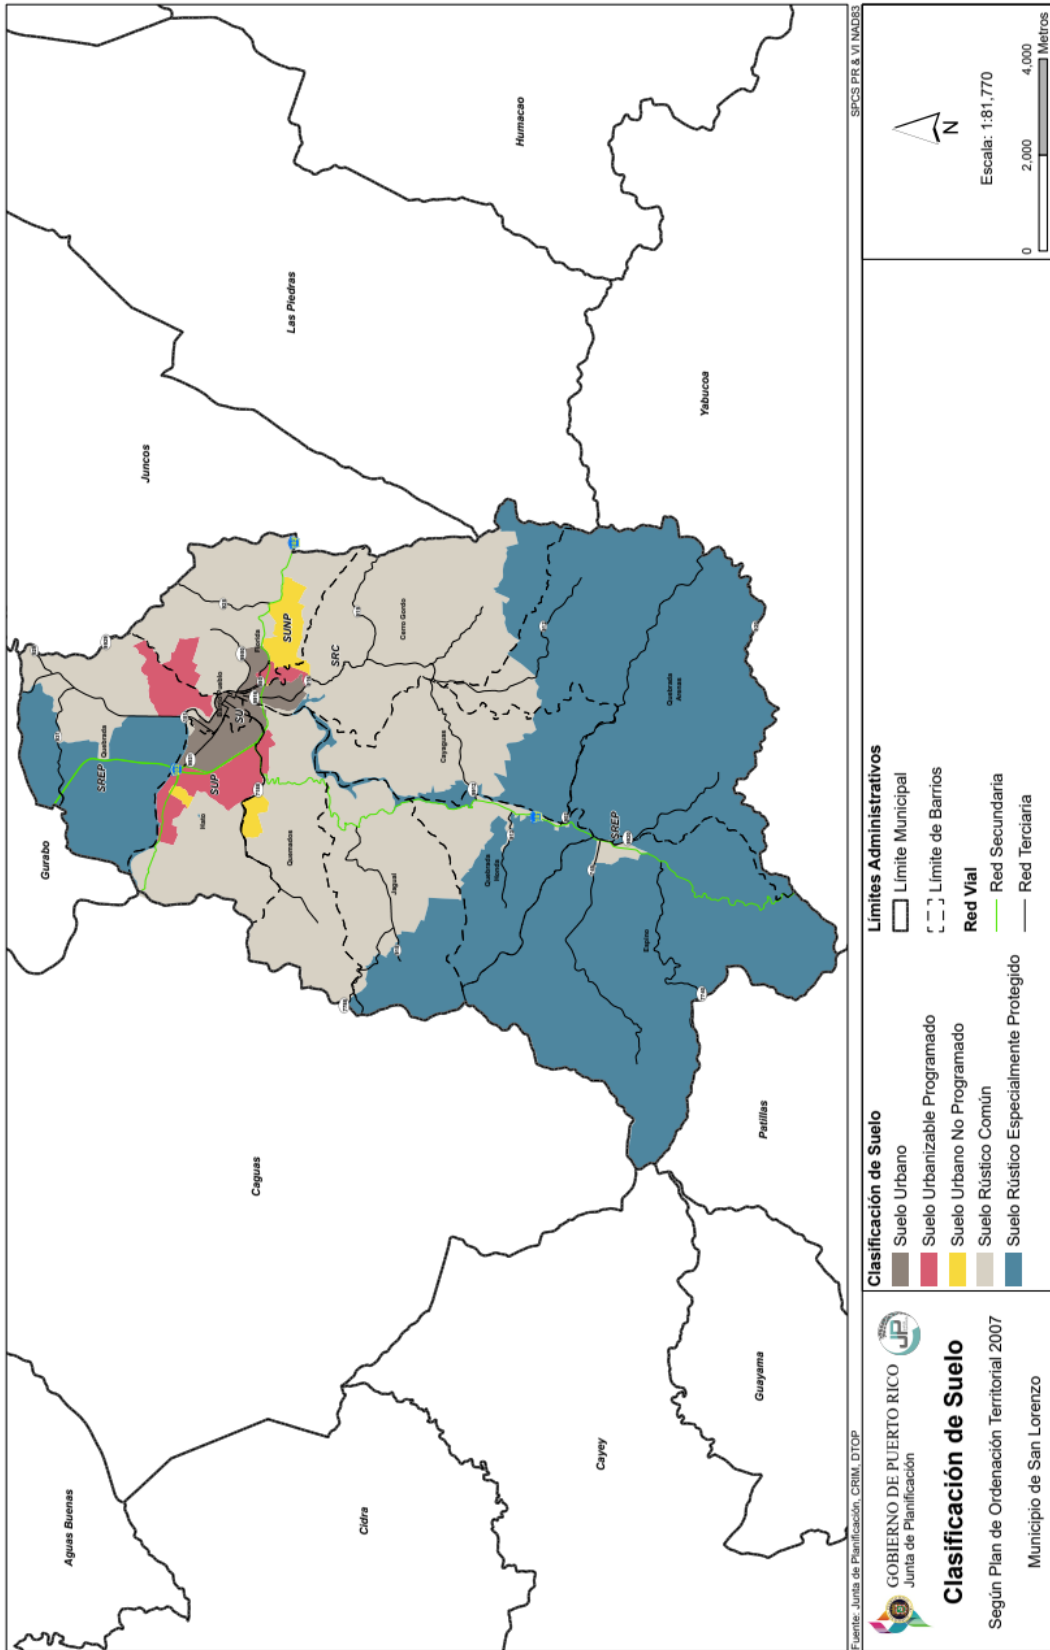 Aguas Buenas
Cidra
Cayey
Guayama
Caguas
Patillas
Gurabo
Juncos
Las Piedras
Humacao
Yabucoa
SREP
Quebrada
SUP
Hato
SU
Pueblo
Florida
SUNP
SRC
Cerro Gordo
Quemados
Jagual
Cayaguas
Quebrada
Honda
Quebrada
Arenas
SREP
Espino
Fuente: Junta de Planificación, CRIM, DTOP
SPCS PR & VI NAD83
GOBIERNO DE PUERTO RICO
Junta de Planificación
JP
Clasificación de Suelo
Según Plan de Ordenación Territorial 2007
Municipio de San Lorenzo
Clasificación de Suelo
Suelo Urbano
Suelo Urbanizable Programado
Suelo Urbano No Programado
Suelo Rústico Común
Suelo Rústico Especialmente Protegido
Límites Administrativos
Límite Municipal
Límite de Barrios
Red Vial
Red Secundaria
Red Terciaria
N
Escala: 1:81,770
0 2,000 4,000
Metros